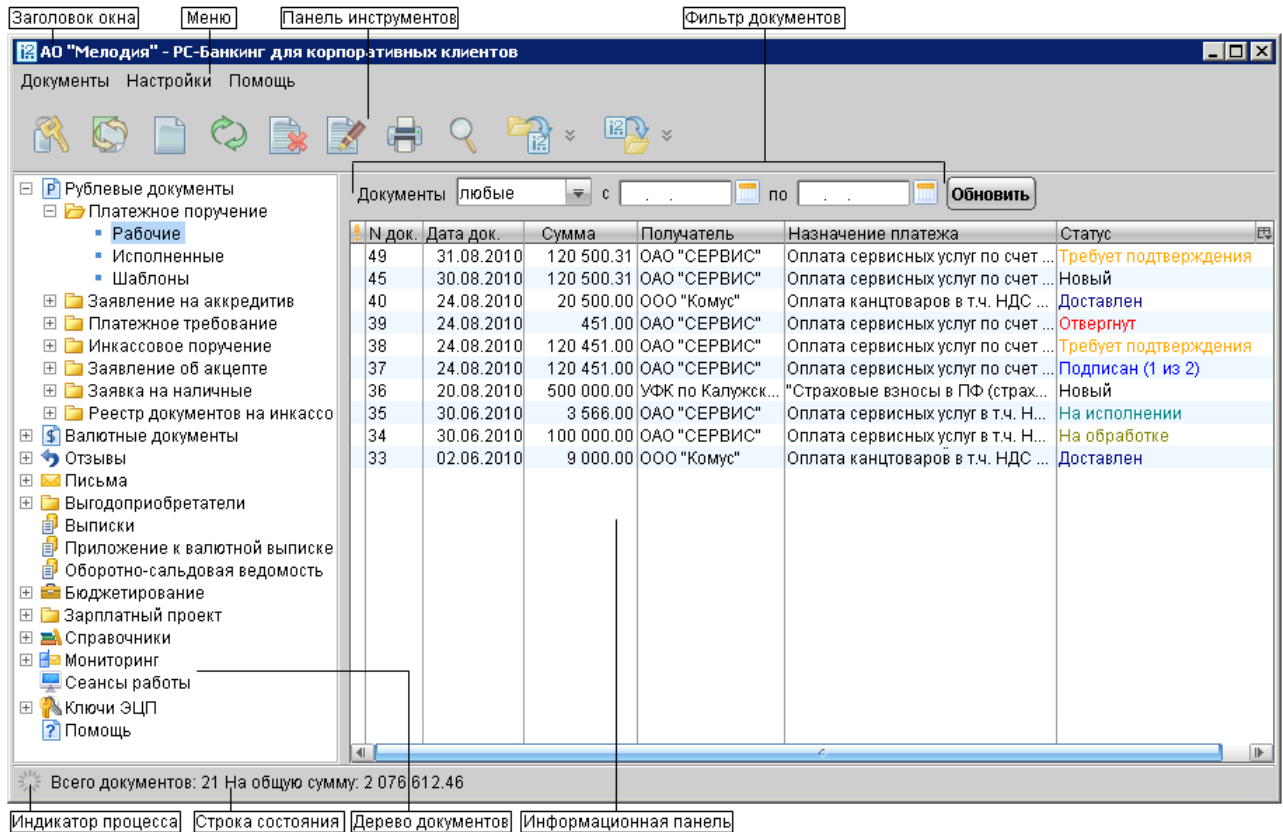 Заголовок окна Меню Панель инструментов Фильтр документов
АО "Мелодия" - РС-Банкинг для корпоративных клиентов
Документы Настройки Помощь
Рублевые документы
Платежное поручение
Рабочие
Исполненные
Шаблоны
Заявление на аккредитив
Платежное требование
Инкассовое поручение
Заявление об акцепте
Заявка на наличные
Реестр документов на инкассо
Валютные документы
Отзывы
Письма
Выгодоприобретатели
Выписки
Приложение к валютной выписке
Оборотно-сальдовая ведомость
Бюджетирование
Зарплатный проект
Справочники
Мониторинг
Сеансы работы
Ключи ЭЦП
Помощь
Документы любые с . . по . . Обновить
N док. Дата док. Сумма Получатель Назначение платежа Статус
49 31.08.2010 120 500.31 ОАО "СЕРВИС" Оплата сервисных услуг по счет ... Требует подтверждения
45 30.08.2010 120 500.31 ОАО "СЕРВИС" Оплата сервисных услуг по счет ... Новый
40 24.08.2010 20 500.00 ООО "Комус" Оплата канцтоваров в т.ч. НДС ... Доставлен
39 24.08.2010 451.00 ОАО "СЕРВИС" Оплата сервисных услуг по счет ... Отвергнут
38 24.08.2010 120 451.00 ОАО "СЕРВИС" Оплата сервисных услуг по счет ... Требует подтверждения
37 24.08.2010 120 451.00 ОАО "СЕРВИС" Оплата сервисных услуг по счет ... Подписан (1 из 2)
36 20.08.2010 500 000.00 УФК по Калужск... "Страховые взносы в ПФ (страх... Новый
35 30.06.2010 3 566.00 ОАО "СЕРВИС" Оплата сервисных услуг в т.ч. Н... На исполнении
34 30.06.2010 100 000.00 ОАО "СЕРВИС" Оплата сервисных услуг в т.ч. Н... На обработке
33 02.06.2010 9 000.00 ООО "Комус" Оплата канцтоваров в т.ч. НДС ... Доставлен
Всего документов: 21 На общую сумму: 2 076 612.46
Индикатор процесса Строка состояния Дерево документов Информационная панель